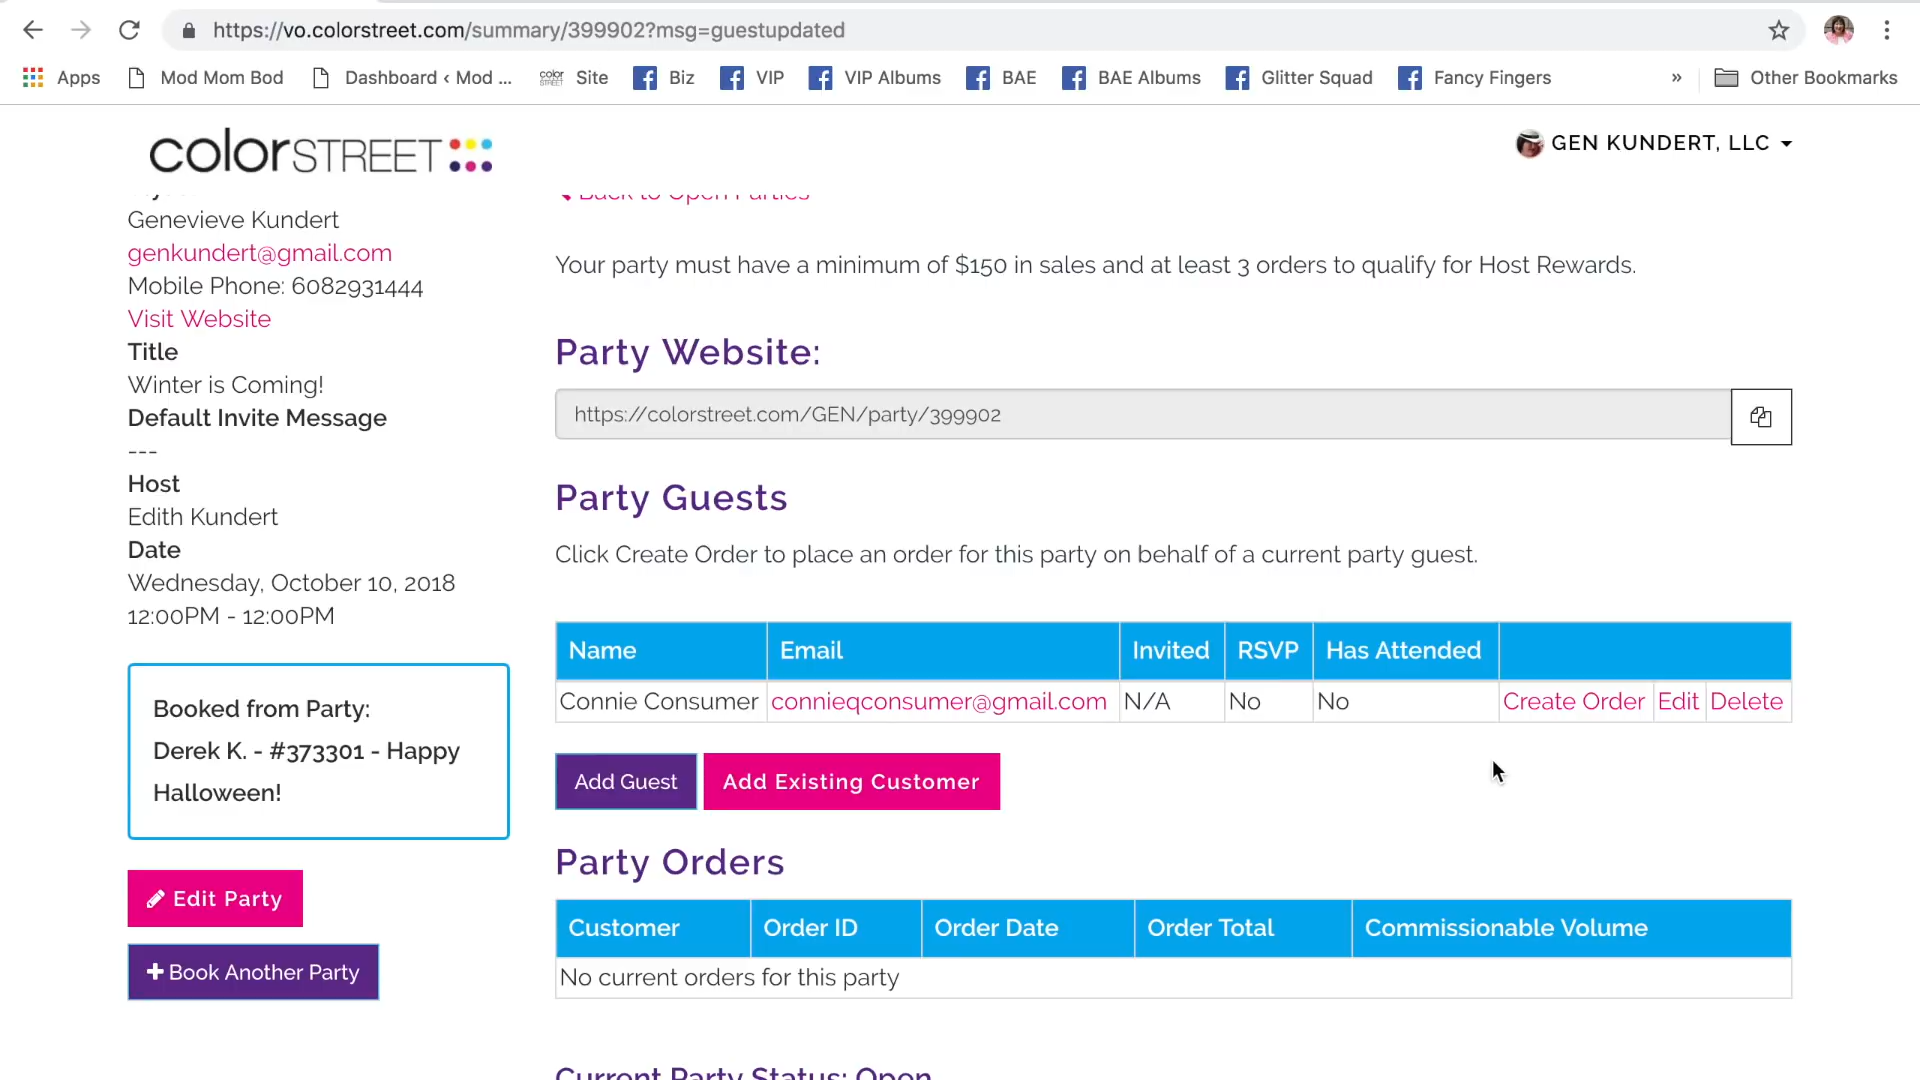 https://vo.colorstreet.com/summary/399902?msg=guestupdated
Apps Mod Mom Bod Dashboard ‹ Mod ... color STREET Site Biz VIP VIP Albums BAE BAE Albums Glitter Squad Fancy Fingers » Other Bookmarks
colorSTREET
GEN KUNDERT, LLC
Genevieve Kundert
genkundert@gmail.com
Mobile Phone: 6082931444
Visit Website
Title
Winter is Coming!
Default Invite Message
---
Host
Edith Kundert
Date
Wednesday, October 10, 2018
12:00PM - 12:00PM
Booked from Party:
Derek K. - #373301 - Happy
Halloween!
Edit Party
Book Another Party
Back to Open Parties
Your party must have a minimum of $150 in sales and at least 3 orders to qualify for Host Rewards.
Party Website:
https://colorstreet.com/GEN/party/399902
Party Guests
Click Create Order to place an order for this party on behalf of a current party guest.
Name Email Invited RSVP Has Attended
Connie Consumer connieqconsumer@gmail.com N/A No No Create Order Edit Delete
Add Guest Add Existing Customer
Party Orders
Customer Order ID Order Date Order Total Commissionable Volume
No current orders for this party
Current Party Status: Open